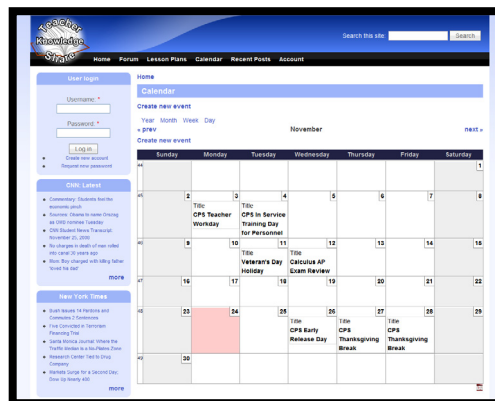 Teacher
Knowledge
Share
Search this site:
Search
Home Forum Lesson Plans Calendar Recent Posts Account
User login
Username: *
Password: *
Log in
Create new account
Request new password
CNN: Latest
Commentary: Students feel the
economic pinch
Sources: Obama to name Orszag
as OMB nominee Tuesday
CNN Student News Transcript:
November 25, 2008
No charges in death of man rolled
into canal 30 years ago
Mom: Boy charged with killing father
'loved his dad'
more
New York Times
Bush Issues 14 Pardons and
Commutes 2 Sentences
Five Convicted in Terrorism
Financing Trial
Santa Monica Journal: Where the
Traffic Median Is a No-Pilates Zone
Research Center Tied to Drug
Company
Markets Surge for a Second Day;
Dow Up Nearly 400
more
Home
Calendar
Create new event
Year Month Week Day
« prev November next »
Create new event
Sunday Monday Tuesday Wednesday Thursday Friday Saturday
44 1
45 2 3 4 5 6 7 8
Title Title
CPS Teacher CPS In Service
Workday Training Day
for Personnel
46 9 10 11 12 13 14 15
Title Title
Veteran's Day Calculus AP
Holiday Exam Review
47 16 17 18 19 20 21 22
48 23 24 25 26 27 28 29
Title Title Title
CPS Early CPS CPS
Release Day Thanksgiving Thanksgiving
Break Break
49 30